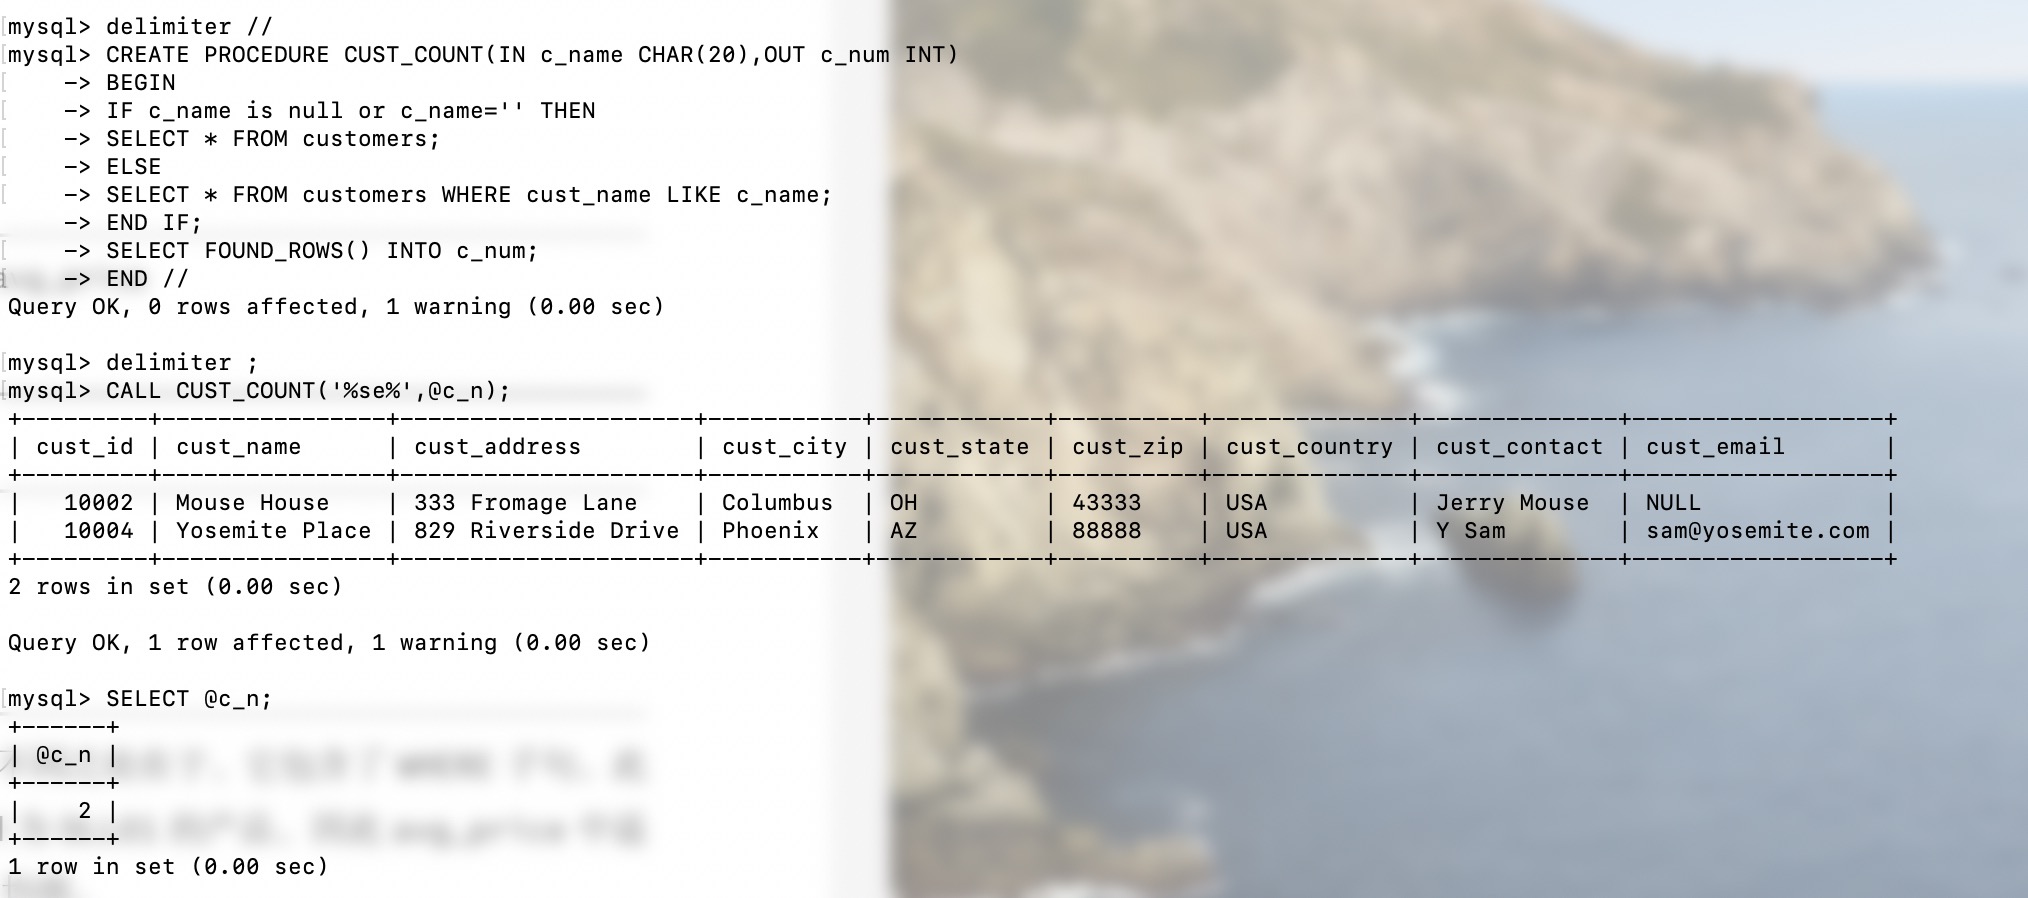 mysql> delimiter //
mysql> CREATE PROCEDURE CUST_COUNT(IN c_name CHAR(20),OUT c_num INT)
    -> BEGIN
    -> IF c_name is null or c_name='' THEN
    -> SELECT * FROM customers;
    -> ELSE
    -> SELECT * FROM customers WHERE cust_name LIKE c_name;
    -> END IF;
    -> SELECT FOUND_ROWS() INTO c_num;
    -> END //
Query OK, 0 rows affected, 1 warning (0.00 sec)

mysql> delimiter ;
mysql> CALL CUST_COUNT('%se%',@c_n);
+---------+----------------+----------------------+-----------+------------+----------+--------------+--------------+------------------+
| cust_id | cust_name      | cust_address         | cust_city | cust_state | cust_zip | cust_country | cust_contact | cust_email       |
+---------+----------------+----------------------+-----------+------------+----------+--------------+--------------+------------------+
|   10002 | Mouse House    | 333 Fromage Lane     | Columbus  | OH         | 43333    | USA          | Jerry Mouse  | NULL             |
|   10004 | Yosemite Place | 829 Riverside Drive | Phoenix   | AZ         | 88888    | USA          | Y Sam        | sam@yosemite.com |
+---------+----------------+----------------------+-----------+------------+----------+--------------+--------------+------------------+
2 rows in set (0.00 sec)

Query OK, 1 row affected, 1 warning (0.00 sec)

mysql> SELECT @c_n;
+------+
| @c_n |
+------+
|    2 |
+------+
1 row in set (0.00 sec)